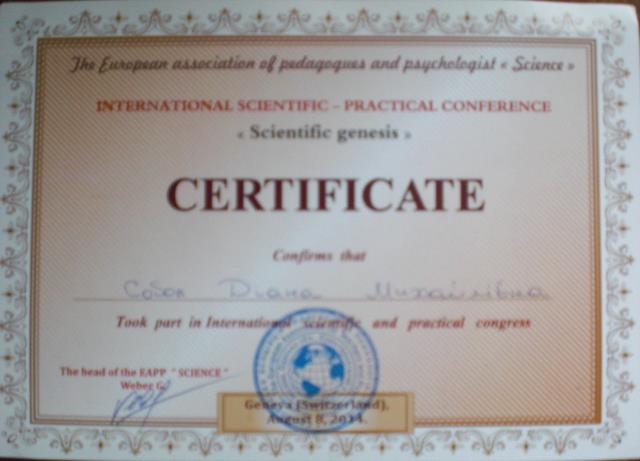 The European association of pedagogues and psychologist « Science »
INTERNATIONAL SCIENTIFIC – PRACTICAL CONFERENCE
« Scientific genesis »
CERTIFICATE
Confirms that
Діана Михайлівна
Took part in International scientific and practical congress
The head of the EAPP "SCIENCE"
Weber G.
Geneva (Switzerland),
August 8, 2014.